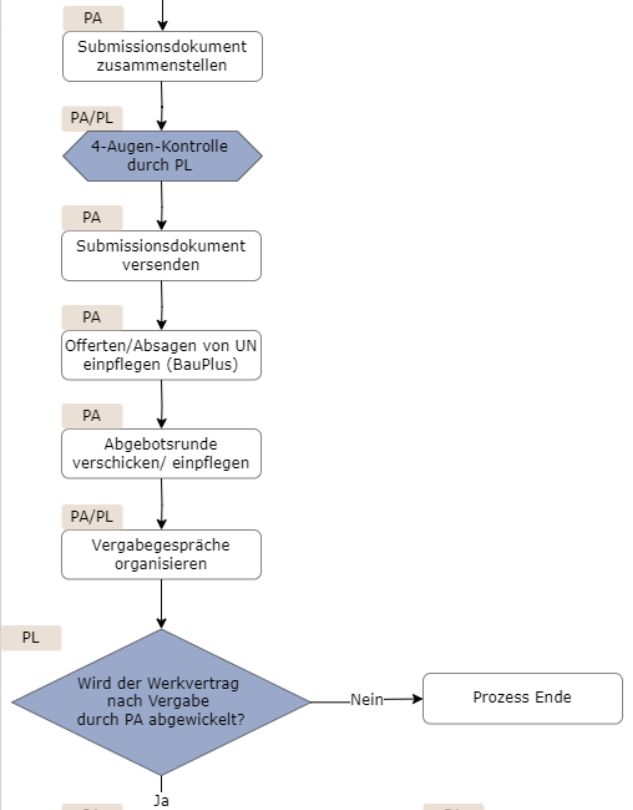 PA
Submissionsdokument
zusammenstellen
PA/PL
4-Augen-Kontrolle
durch PL
PA
Submissionsdokument
versenden
PA
Offerten/Absagen von UN
einpflegen (BauPlus)
PA
Abgebotsrunde
verschicken/ einpflegen
PA/PL
Vergabegespräche
organisieren
PL
Wird der Werkvertrag
nach Vergabe
durch PA abgewickelt?
Nein
Prozess Ende
Ja